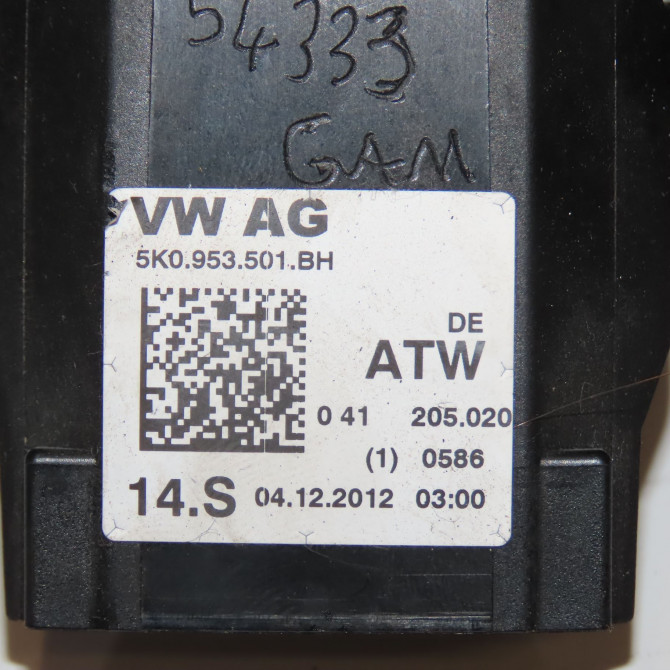 54333
GAM
VW AG
5K0.953.501.BH
DE
ATW
0 41 205.020
(1) 0586
14.S 04.12.2012 03:00